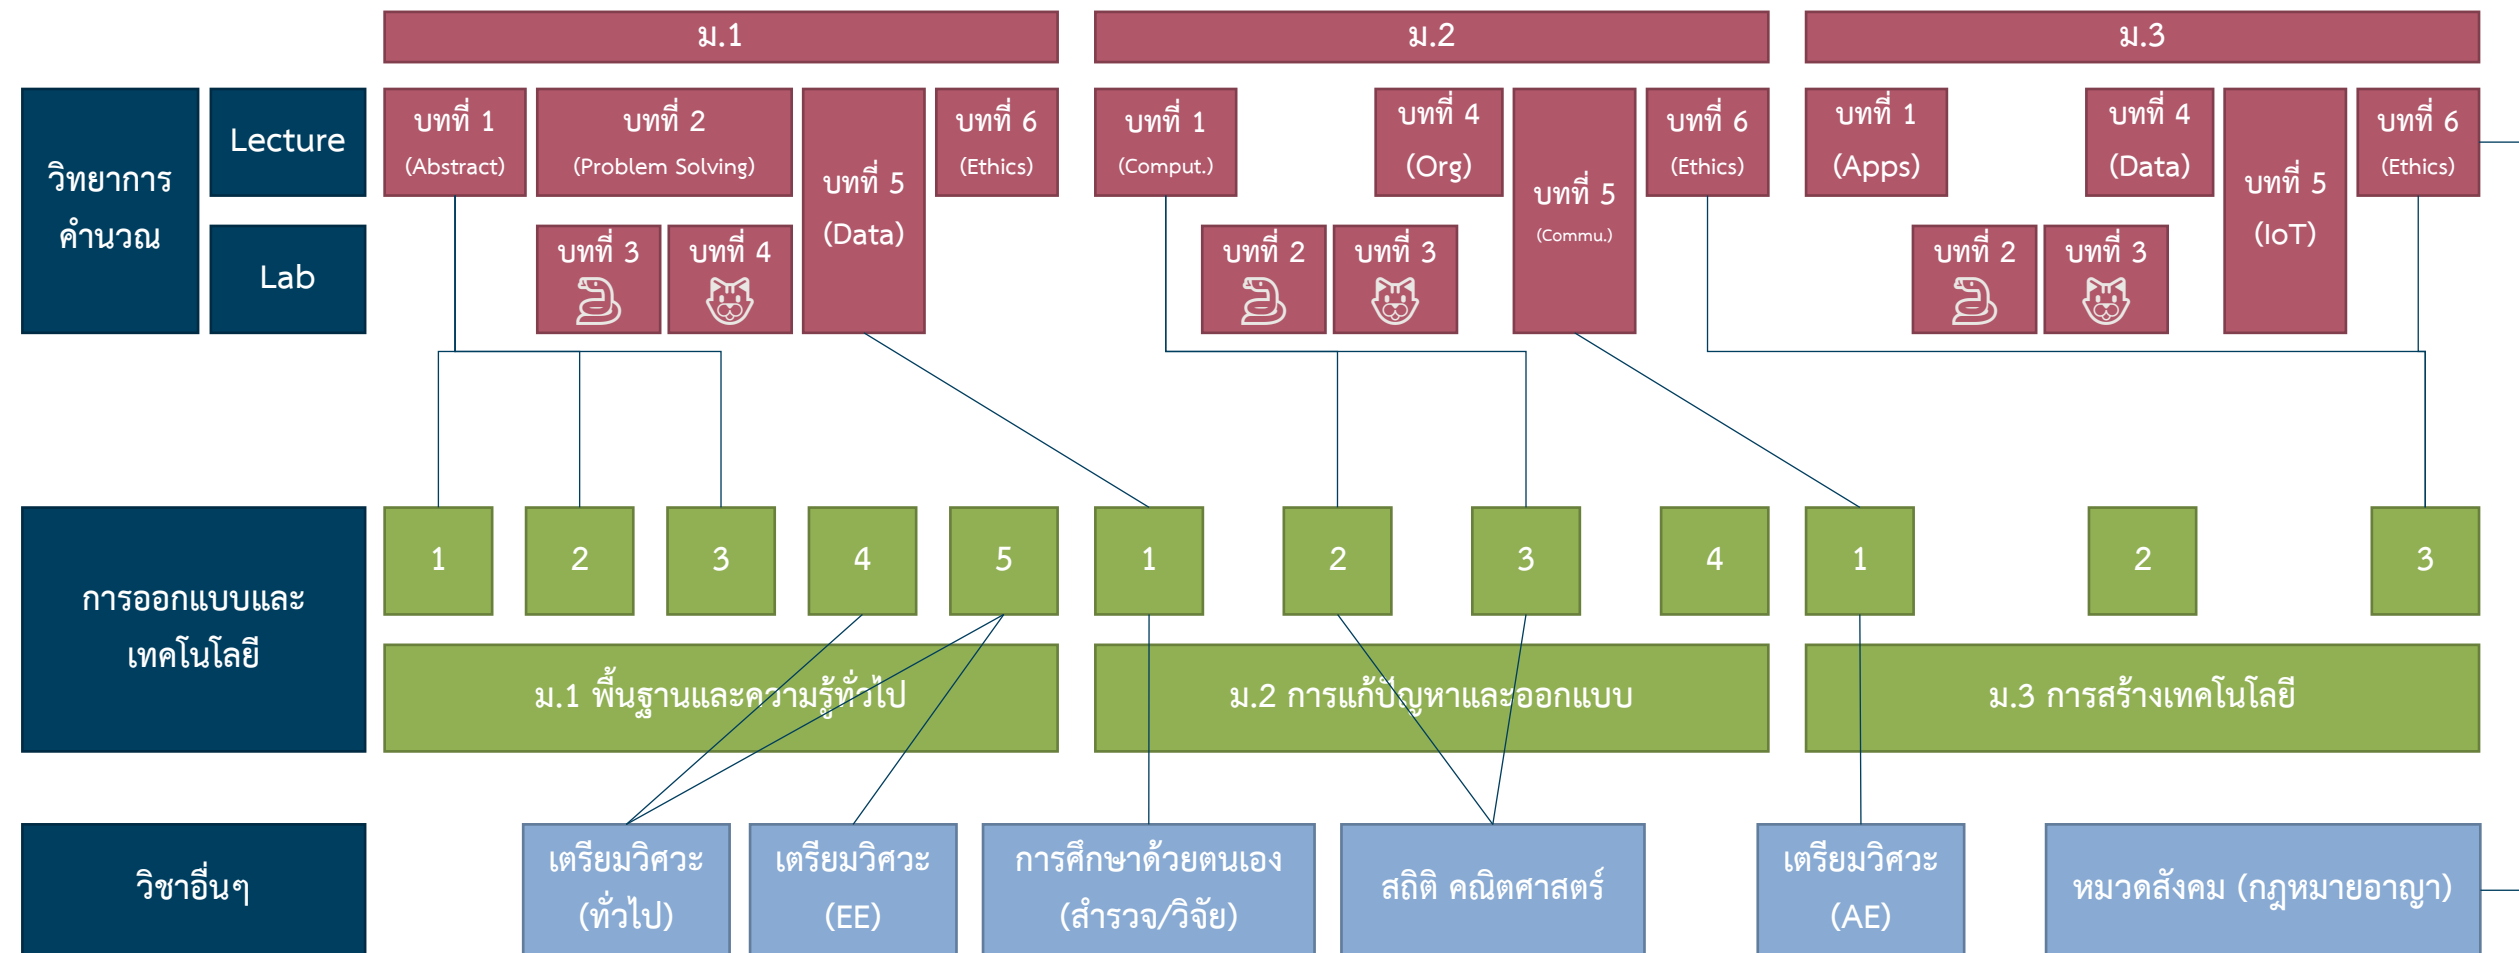 ม.1
ม.2
ม.3
วิทยาการ
คำนวณ
Lecture
Lab
บทที่ 1
(Abstract)
บทที่ 2
(Problem Solving)
บทที่ 3
บทที่ 4
บทที่ 5
(Data)
บทที่ 6
(Ethics)
บทที่ 1
(Comput.)
บทที่ 2
บทที่ 3
บทที่ 4
(Org)
บทที่ 5
(Commu.)
บทที่ 6
(Ethics)
บทที่ 1
(Apps)
บทที่ 2
บทที่ 3
บทที่ 4
(Data)
บทที่ 5
(IoT)
บทที่ 6
(Ethics)
การออกแบบและ
เทคโนโลยี
1
2
3
4
5
1
2
3
4
1
2
3
ม.1 พื้นฐานและความรู้ทั่วไป
ม.2 การแก้ปัญหาและออกแบบ
ม.3 การสร้างเทคโนโลยี
วิชาอื่นๆ
เตรียมวิศวะ
(ทั่วไป)
เตรียมวิศวะ
(EE)
การศึกษาด้วยตนเอง
(สำรวจ/วิจัย)
สถิติ คณิตศาสตร์
เตรียมวิศวะ
(AE)
หมวดสังคม (กฎหมายอาญา)